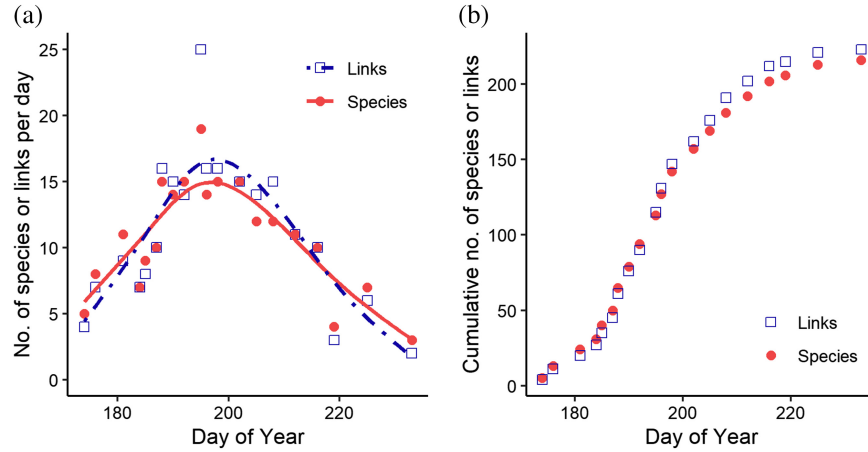 (a)
No. of species or links per day
25
20
15
10
5
0
180
200
220
Day of Year
Links
Species
(b)
Cumulative no. of species or links
200
150
100
50
0
180
200
220
Day of Year
Links
Species